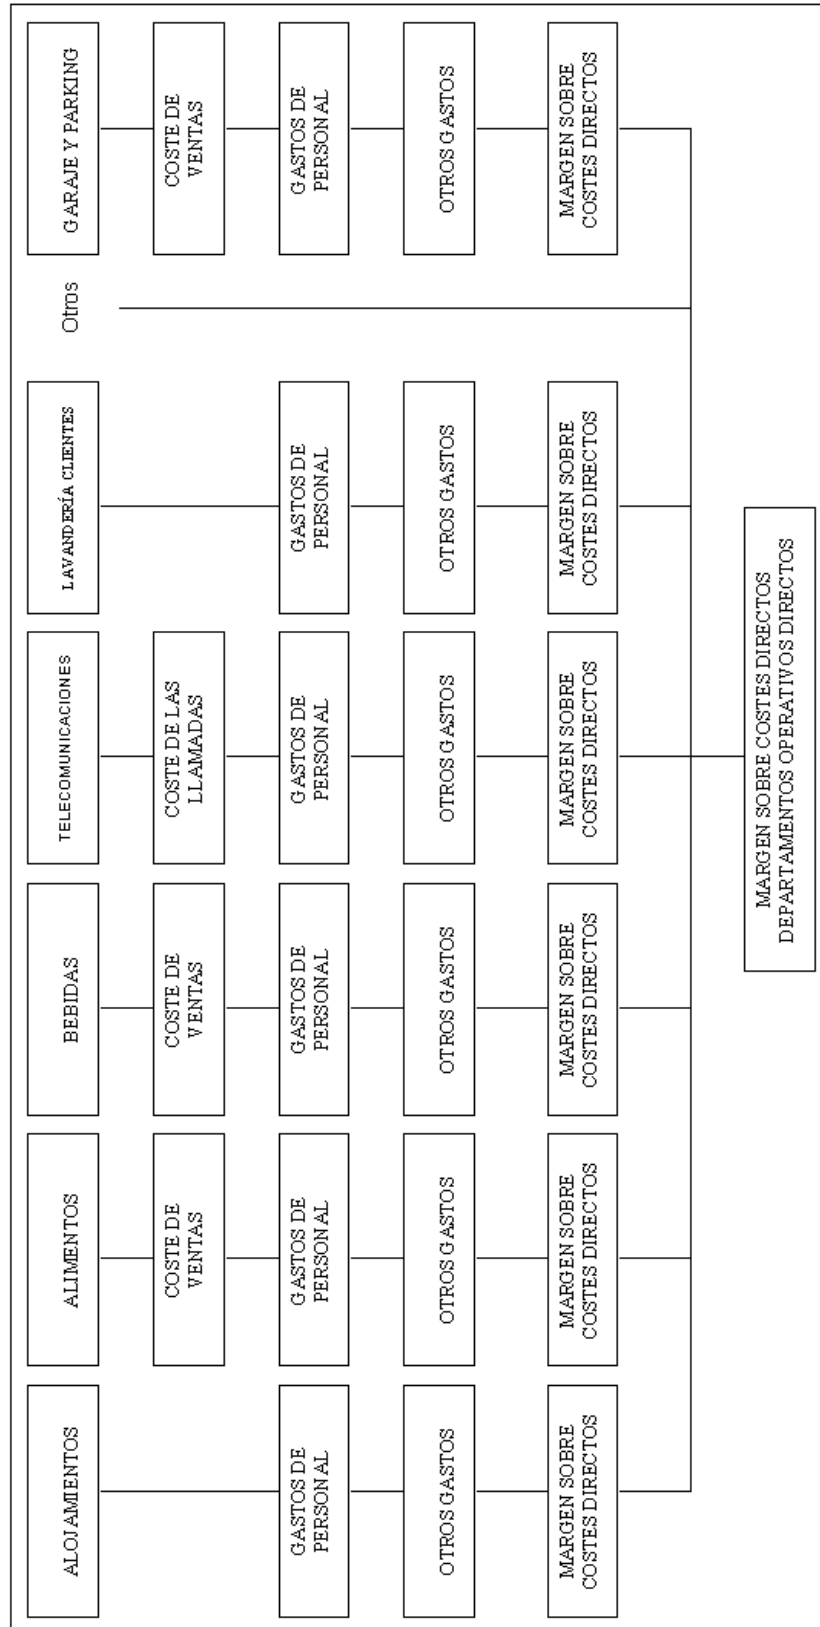 ALOJAMIENTOS
GASTOS DE
PERSONAL
OTROS GASTOS
MARGEN SOBRE
COSTES DIRECTOS
ALIMENTOS
COSTE DE
VENTAS
GASTOS DE
PERSONAL
OTROS GASTOS
MARGEN SOBRE
COSTES DIRECTOS
BEBIDAS
COSTE DE
VENTAS
GASTOS DE
PERSONAL
OTROS GASTOS
MARGEN SOBRE
COSTES DIRECTOS
TELECOMUNICACIONES
COSTE DE LAS
LLAMADAS
GASTOS DE
PERSONAL
OTROS GASTOS
MARGEN SOBRE
COSTES DIRECTOS
LAVANDERÍA CLIENTES
GASTOS DE
PERSONAL
OTROS GASTOS
MARGEN SOBRE
COSTES DIRECTOS
Otros
GARAJE Y PARKING
COSTE DE
VENTAS
GASTOS DE
PERSONAL
OTROS GASTOS
MARGEN SOBRE
COSTES DIRECTOS
MARGEN SOBRE COSTES DIRECTOS
DEPARTAMENTOS OPERATIVOS DIRECTOS